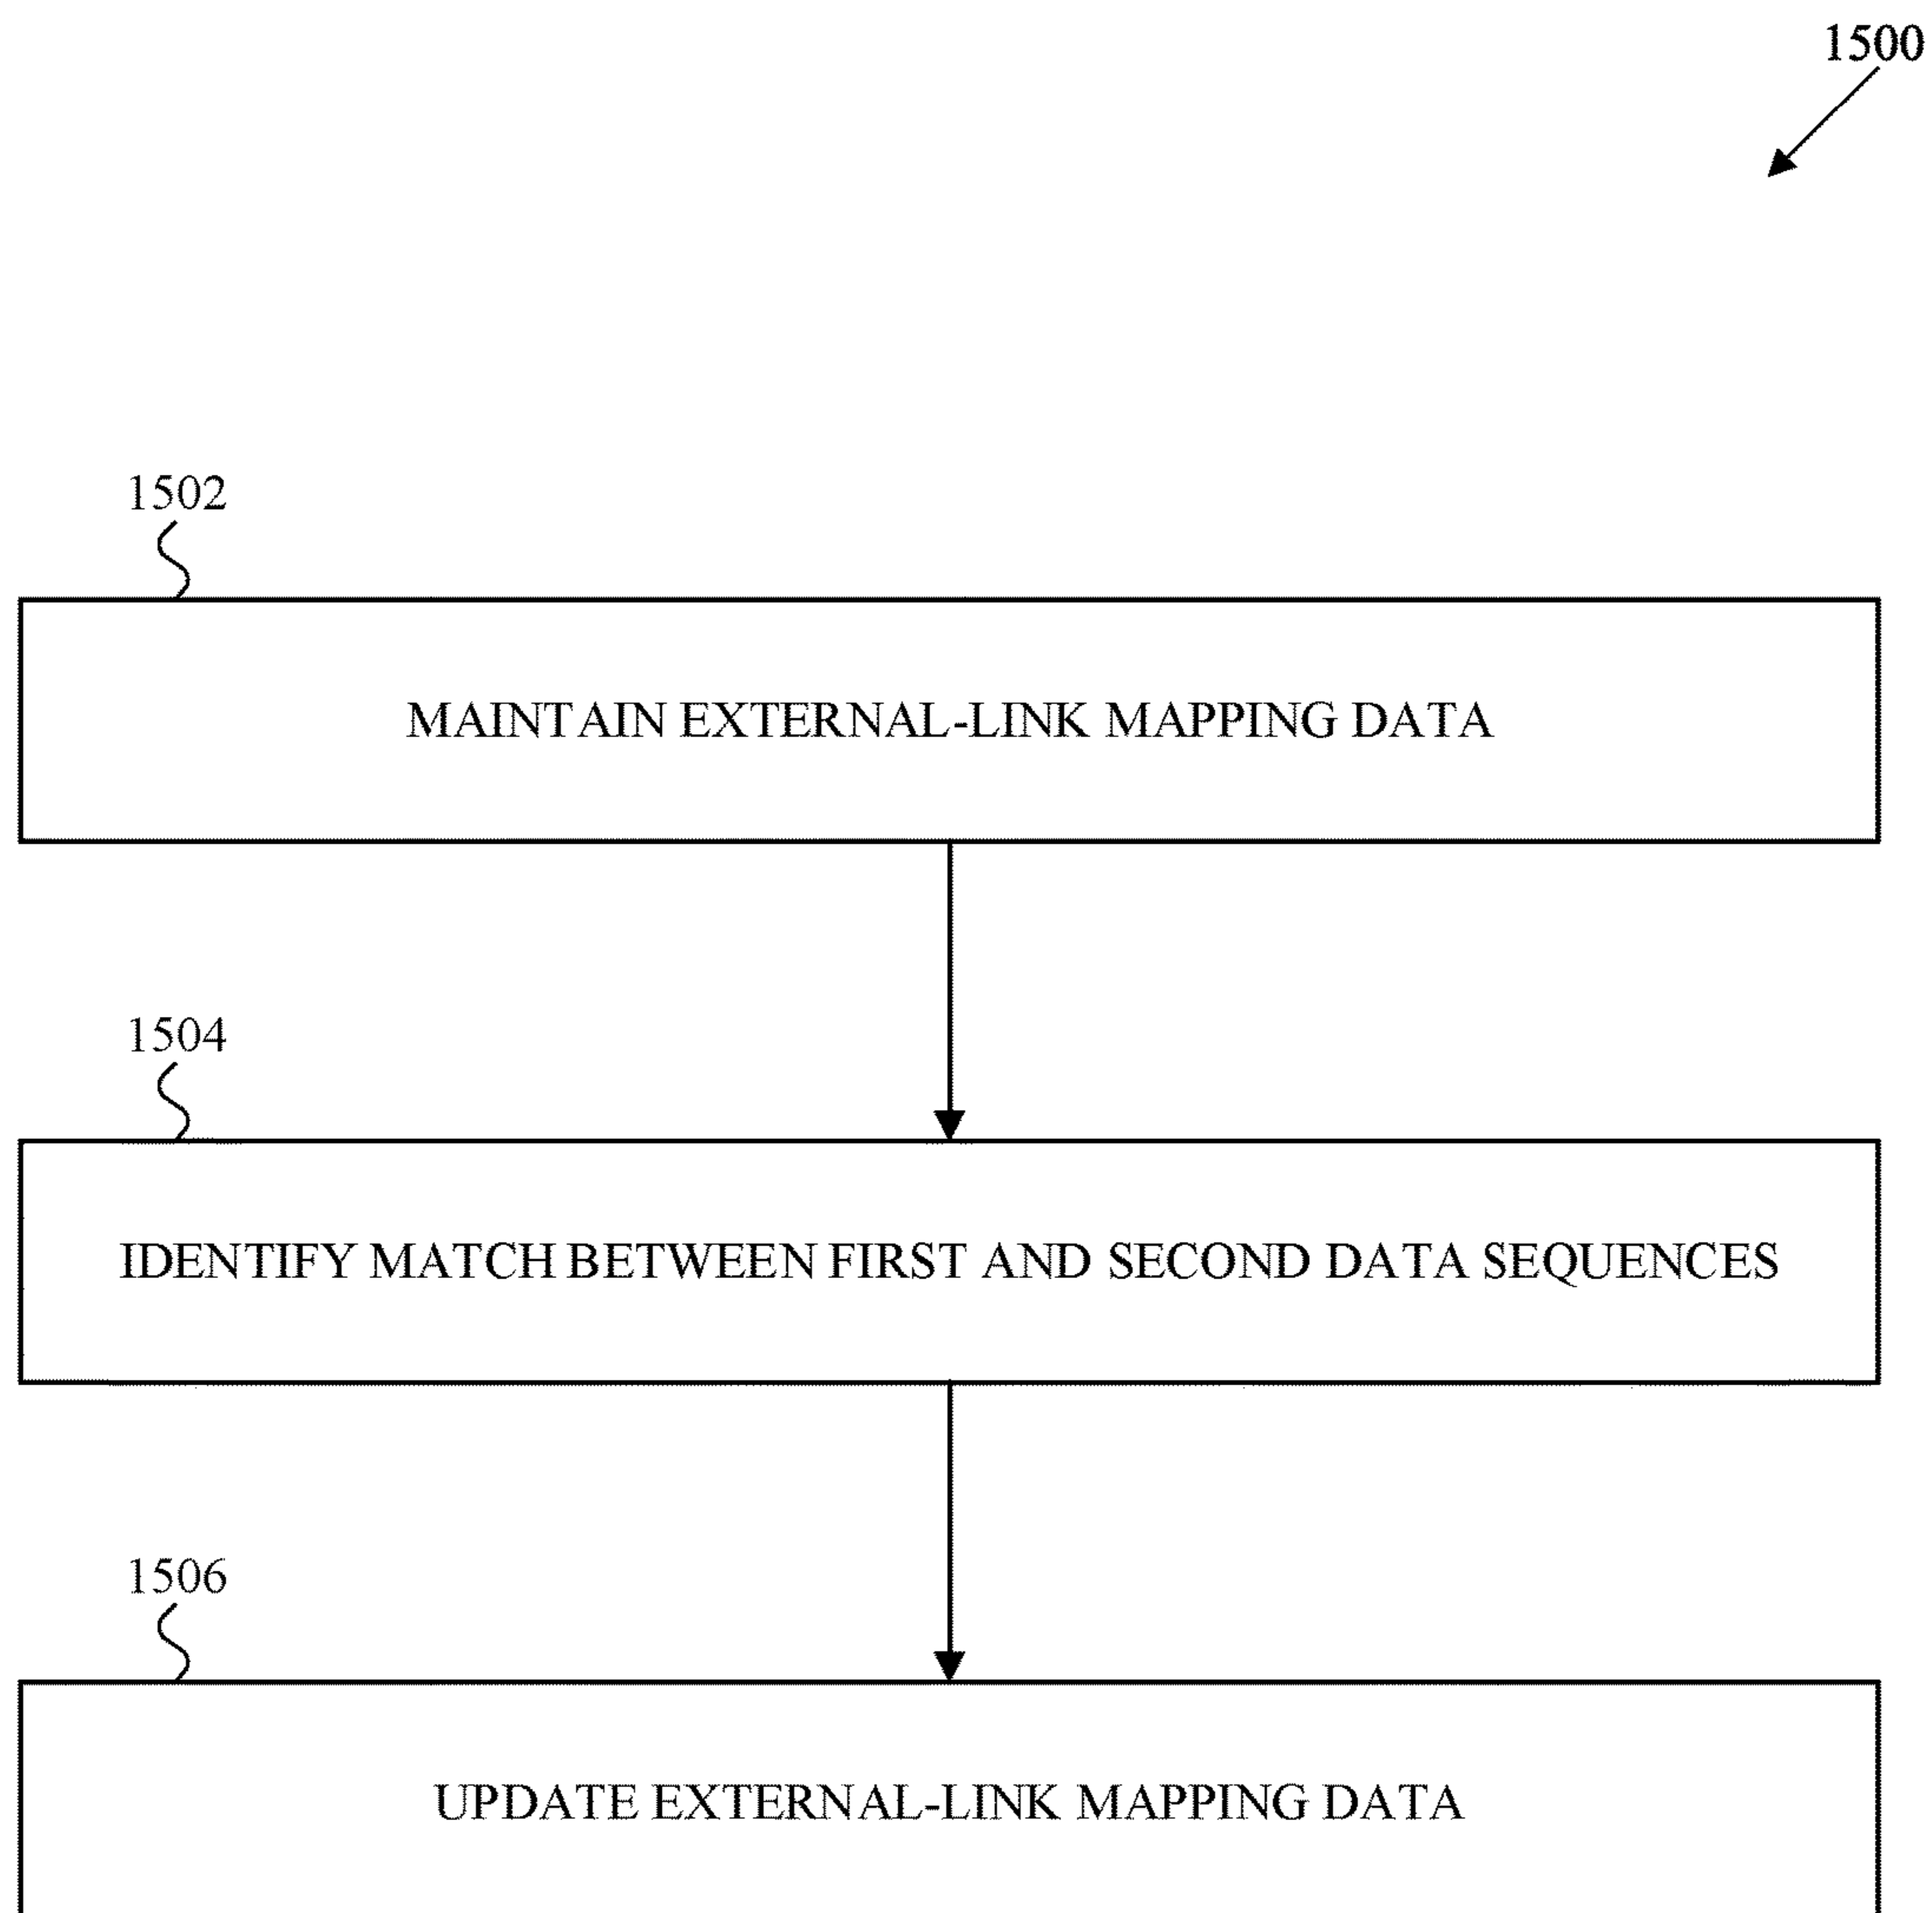 1500
1502
MAINTAIN EXTERNAL-LINK MAPPING DATA
1504
IDENTIFY MATCH BETWEEN FIRST AND SECOND DATA SEQUENCES
1506
UPDATE EXTERNAL-LINK MAPPING DATA